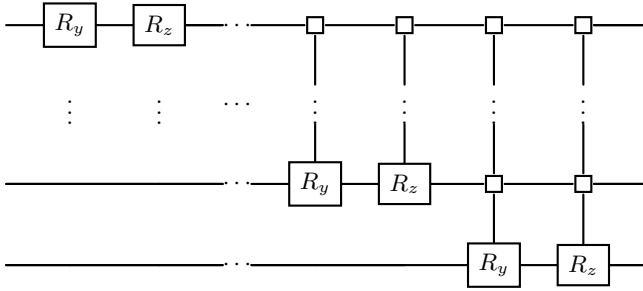 R_y R_z ...
⋮ ⋮ ... ⋮ ⋮ ⋮ ⋮
... R_y R_z
... R_y R_z